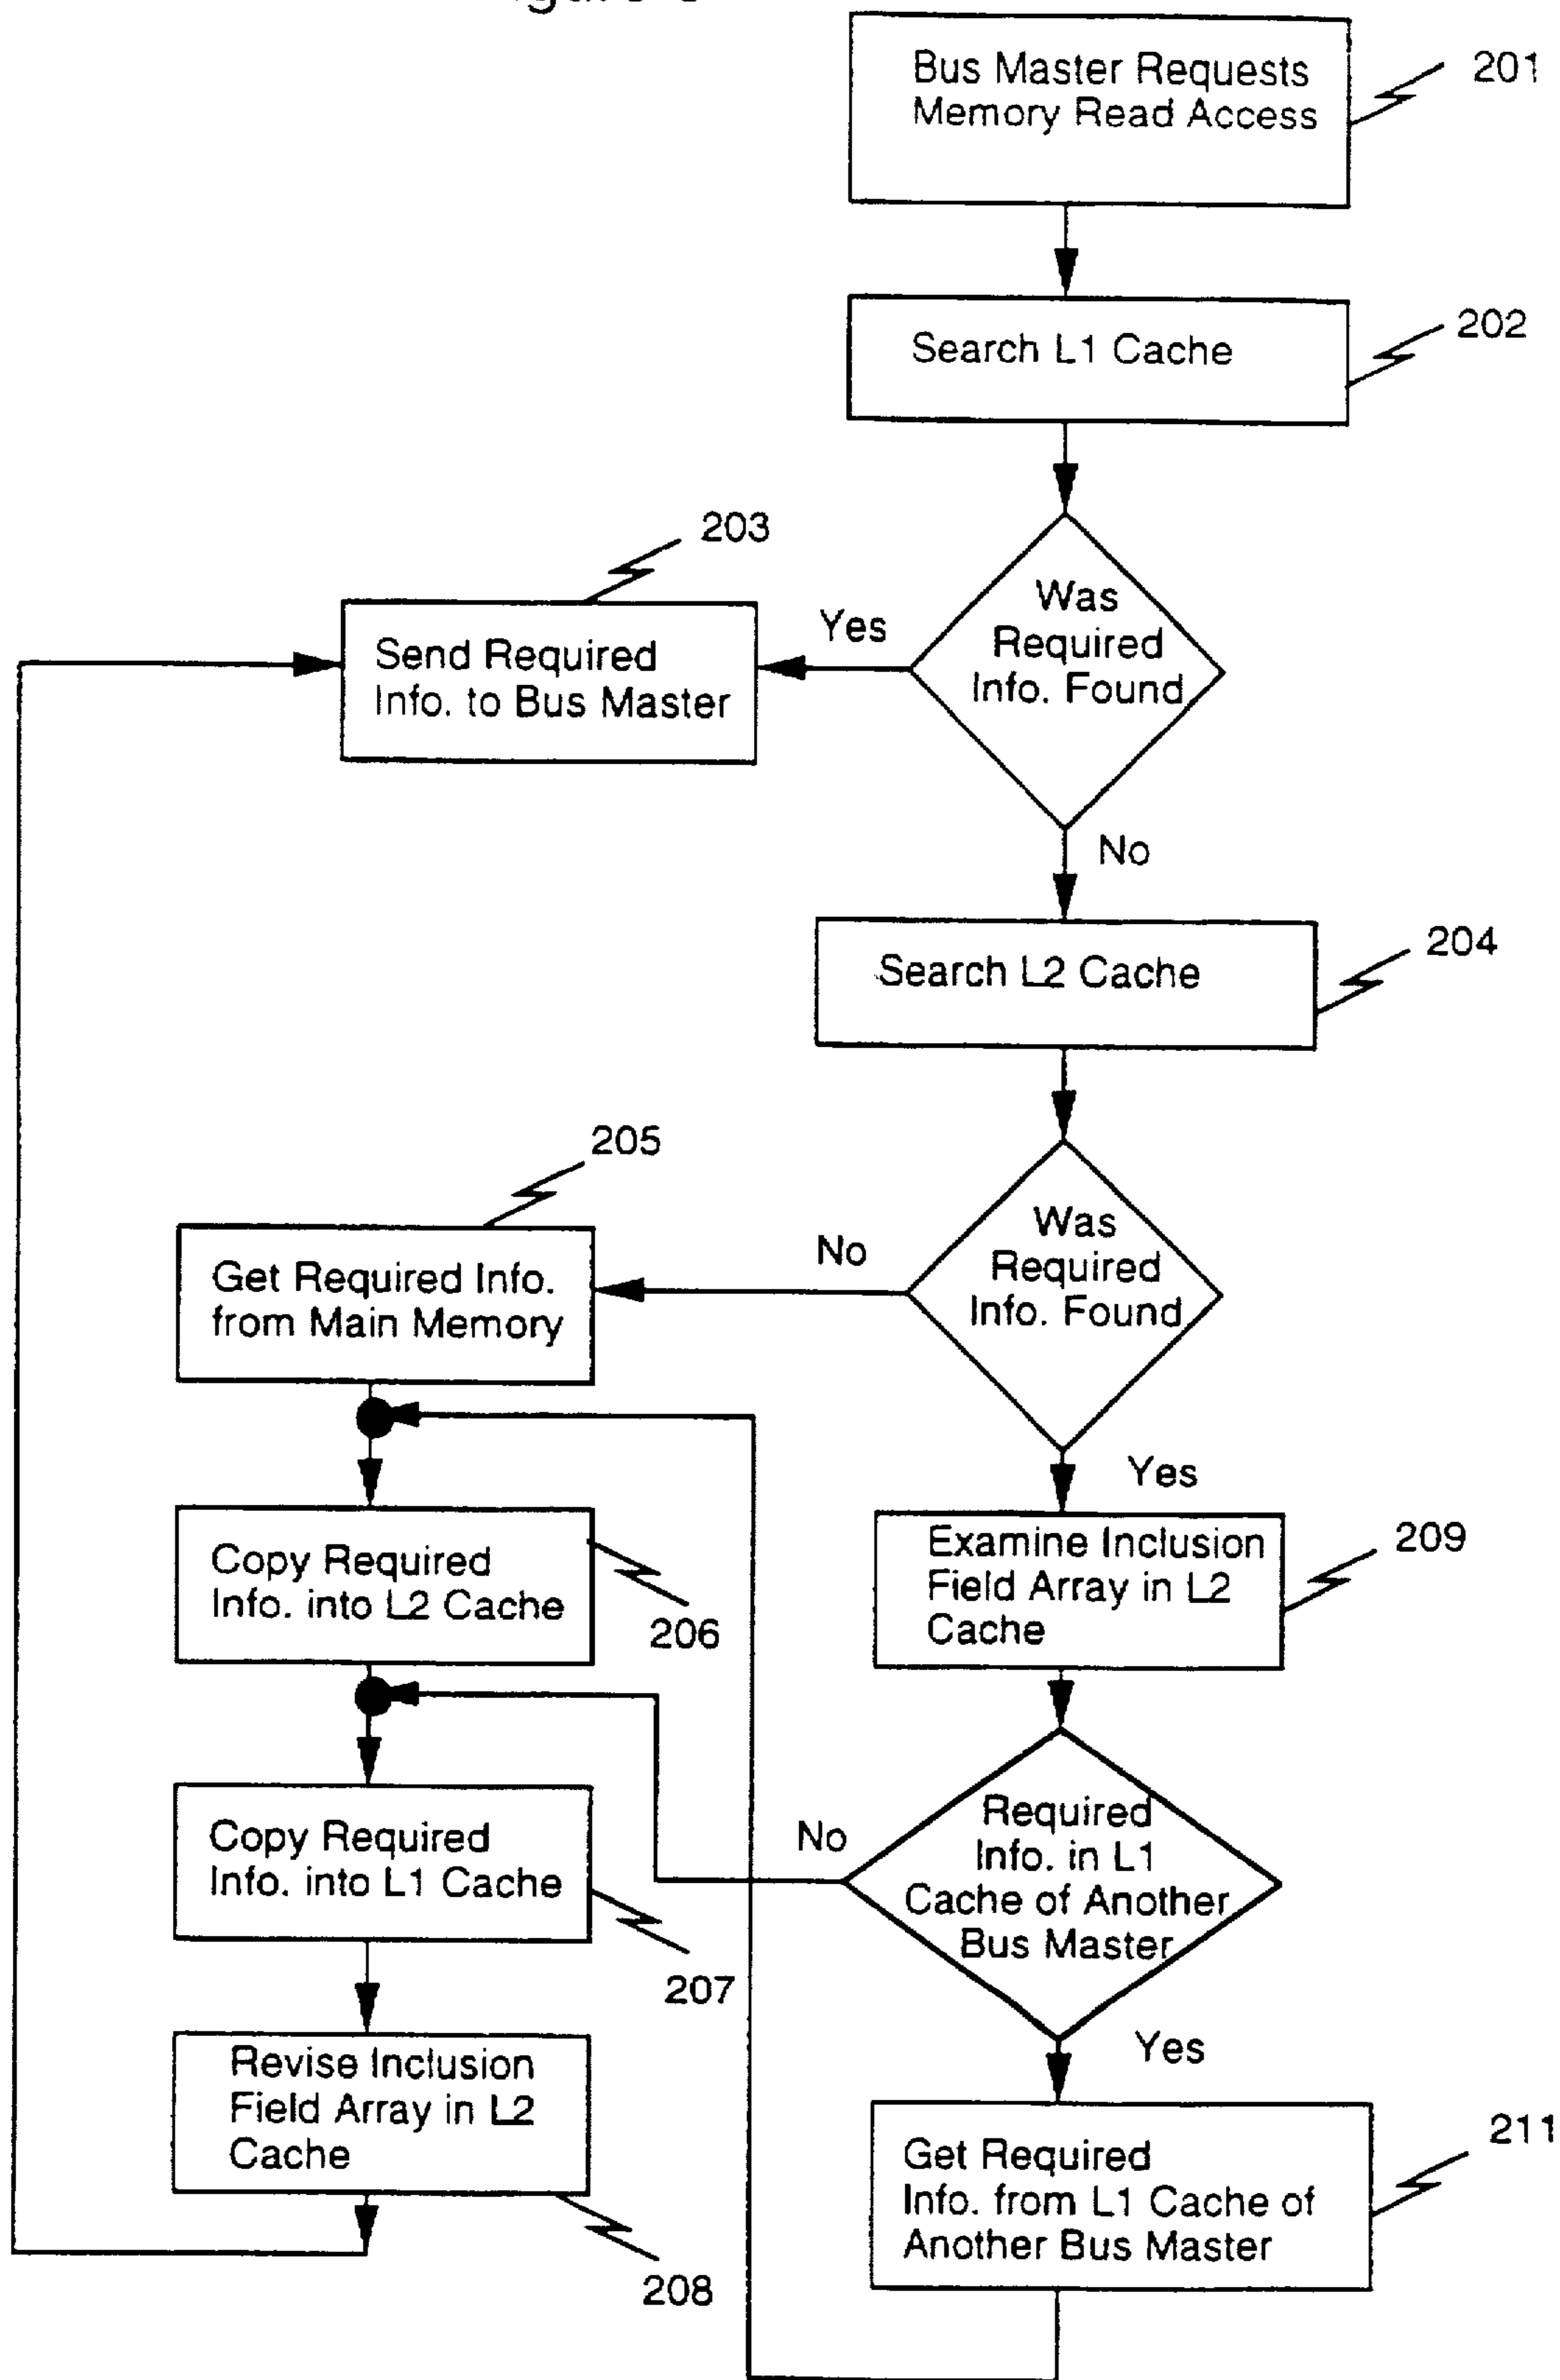 Bus Master Requests
Memory Read Access
201
Search L1 Cache
202
203
Was
Required
Info. Found
Yes
Send Required
Info. to Bus Master
No
Search L2 Cache
204
205
Was
Required
Info. Found
No
Get Required Info.
from Main Memory
Yes
Examine Inclusion
Field Array in L2
Cache
209
Copy Required
Info. into L2 Cache
206
Required
Info. in L1
Cache of Another
Bus Master
No
Copy Required
Info. into L1 Cache
207
Yes
Revise Inclusion
Field Array in L2
Cache
208
Get Required
Info. from L1 Cache of
Another Bus Master
211